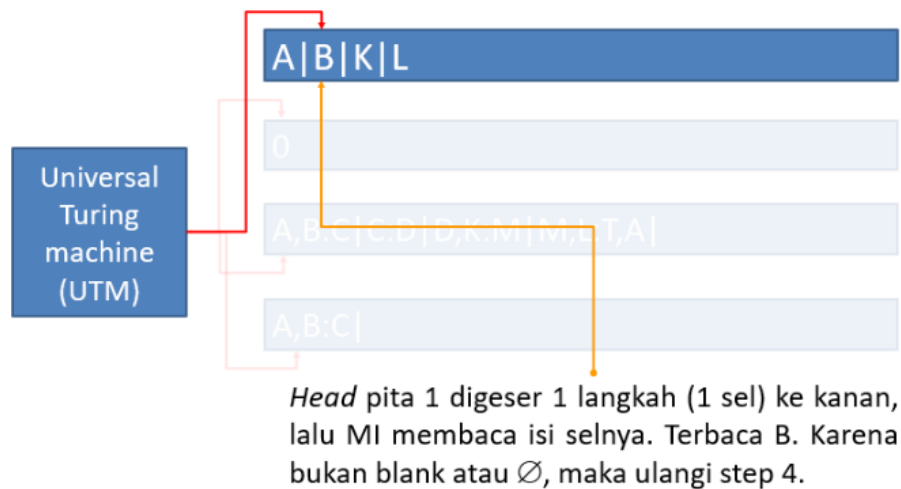 A|B|K|L
0
A,B:C|C:D|D,K:M|M,L:T,A|
Universal
Turing
machine
(UTM)
A,B:C|
Head pita 1 digeser 1 langkah (1 sel) ke kanan,
lalu MI membaca isi selnya. Terbaca B. Karena
bukan blank atau ∅, maka ulangi step 4.